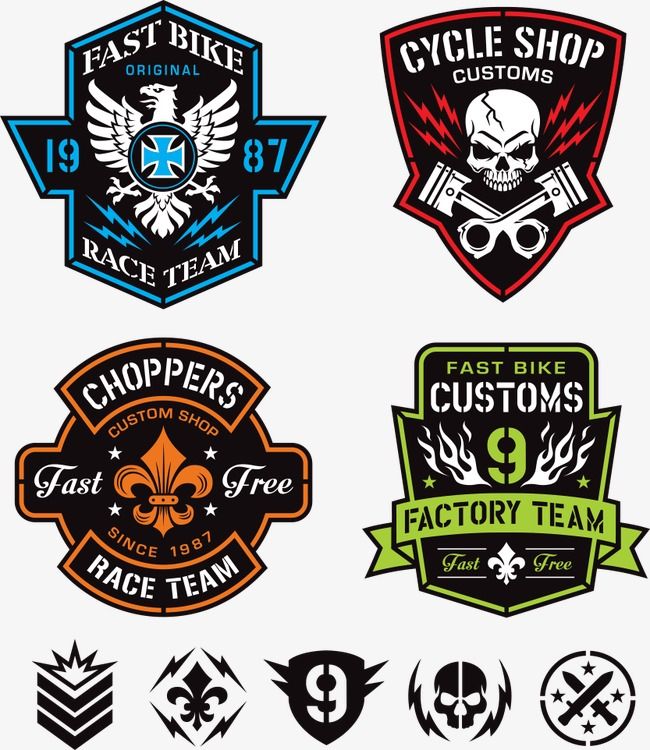 FAST BIKE
ORIGINAL
19 87
RACE TEAM
CYCLE SHOP
CUSTOMS
CHOPPERS
CUSTOM SHOP
Fast Free
SINCE 1987
RACE TEAM
FAST BIKE
CUSTOMS
9
FACTORY TEAM
Fast Free
9